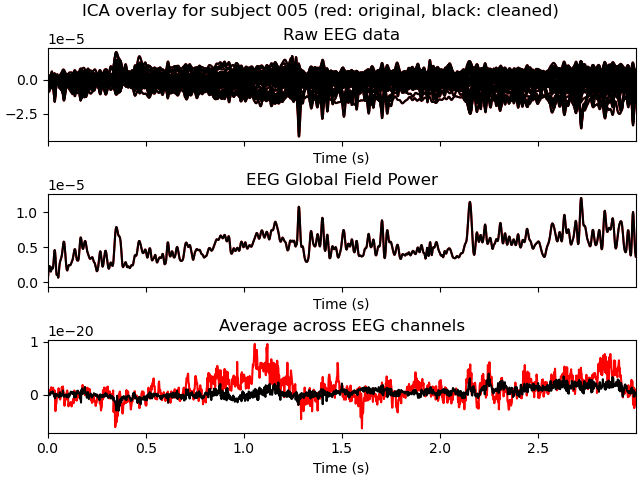 ICA overlay for subject 005 (red: original, black: cleaned)
Raw EEG data
1e−5
0.0
−2.5
Time (s)
EEG Global Field Power
1e−5
1.0
0.5
0.0
Time (s)
Average across EEG channels
1e−20
1
0
0.0 0.5 1.0 1.5 2.0 2.5
Time (s)